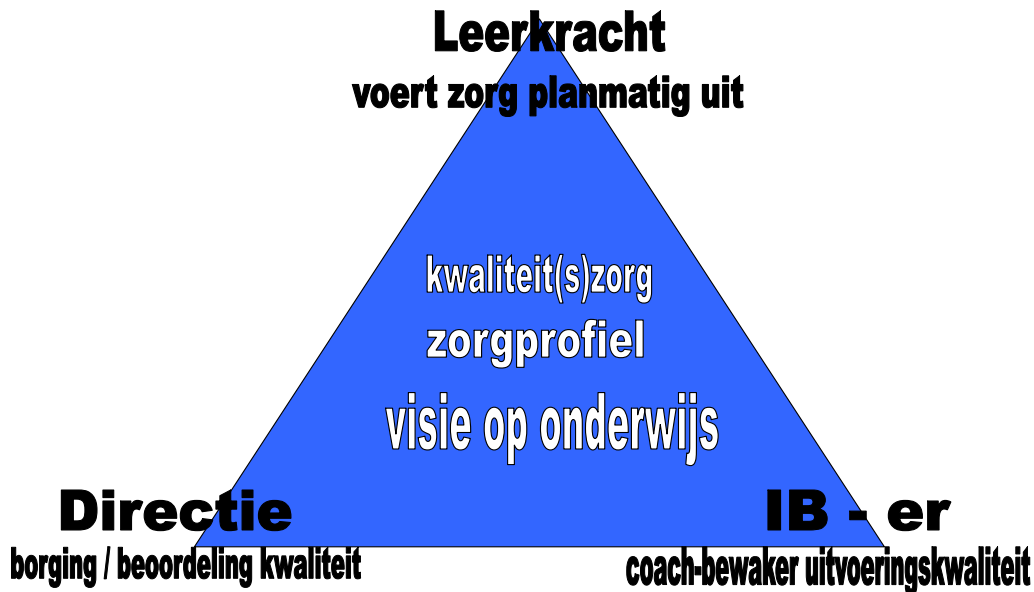 Leerkracht
voert zorg planmatig uit
kwaliteit(s)zorg
zorgprofiel
visie op onderwijs
Directie
borging / beoordeling kwaliteit
IB - er
coach-bewaker uitvoeringskwaliteit